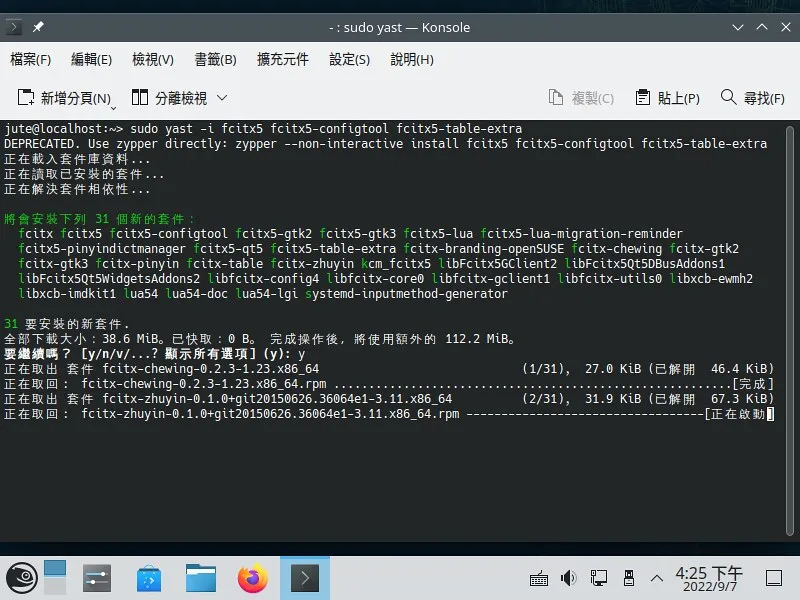 - : sudo yast — Konsole
檔案(F) 編輯(E) 檢視(V) 書籤(B) 擴充元件 設定(S) 說明(H)
新增分頁(N) 分離檢視 複製(C) 貼上(P) 尋找(F)
jute@localhost:~> sudo yast -i fcitx5 fcitx5-configtool fcitx5-table-extra
DEPRECATED. Use zypper directly: zypper --non-interactive install fcitx5 fcitx5-configtool fcitx5-table-extra
正在載入套件庫資料...
正在讀取已安裝的套件...
正在解決套件相依性...
將會安裝下列 31 個新的套件：
fcitx fcitx5 fcitx5-configtool fcitx5-gtk2 fcitx5-gtk3 fcitx5-lua fcitx5-lua-migration-reminder
fcitx5-pinyindictmanager fcitx5-qt5 fcitx5-table-extra fcitx-branding-openSUSE fcitx-chewing fcitx-gtk2
fcitx-gtk3 fcitx-pinyin fcitx-table fcitx-zhuyin kcm_fcitx5 libFcitx5GClient2 libFcitx5Qt5DBusAddons1
libFcitx5Qt5WidgetsAddons2 libfcitx-config4 libfcitx-core0 libfcitx-gclient1 libfcitx-utils0 libxcb-ewmh2
libxcb-imdkit1 lua54 lua54-doc lua54-lgi systemd-inputmethod-generator
31 要安裝的新套件.
全部下載大小：38.6 MiB。已快取：0 B。 完成操作後, 將使用額外的 112.2 MiB。
要繼續嗎？ [y/n/v/...? 顯示所有選項] (y): y
正在取出 套件 fcitx-chewing-0.2.3-1.23.x86_64 (1/31), 27.0 KiB (已解開 46.4 KiB)
正在取回： fcitx-chewing-0.2.3-1.23.x86_64.rpm .........................................................[完成]
正在取出 套件 fcitx-zhuyin-0.1.0+git20150626.36064e1-3.11.x86_64 (2/31), 31.9 KiB (已解開 67.3 KiB)
正在取回： fcitx-zhuyin-0.1.0+git20150626.36064e1-3.11.x86_64.rpm ----------------------------------[正在啟動]
4:25 下午
2022/9/7